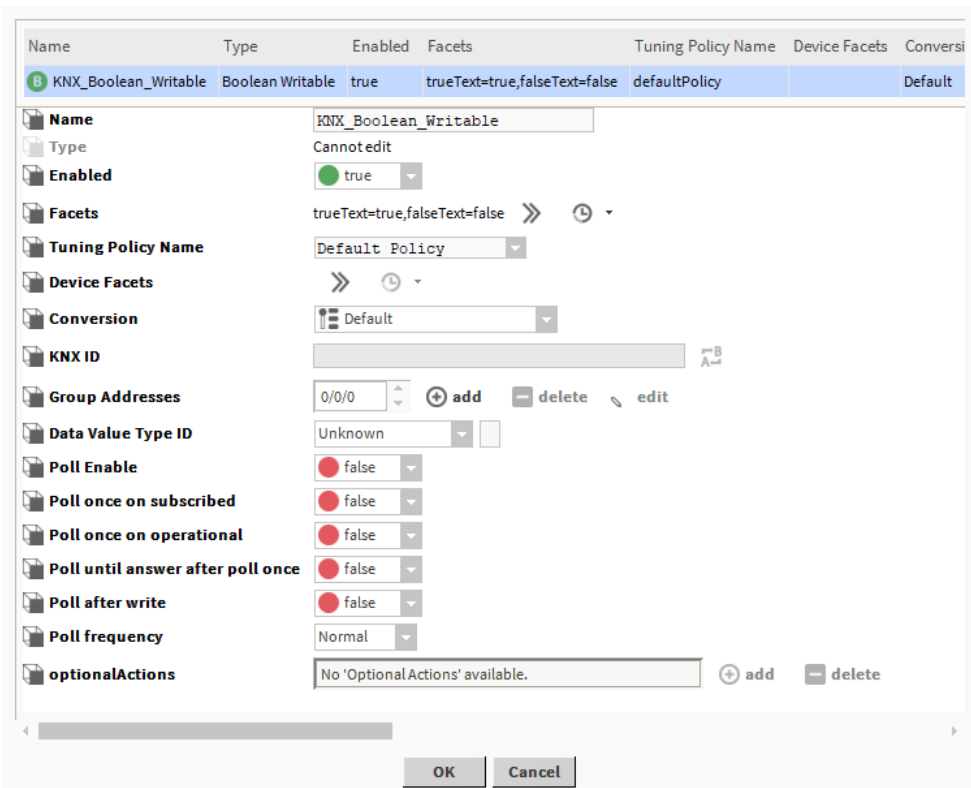 Name Type Enabled Facets Tuning Policy Name Device Facets Conversi
B KNX_Boolean_Writable Boolean Writable true trueText=true,falseText=false defaultPolicy Default
Name KNX_Boolean_Writable
Type Cannot edit
Enabled true
Facets trueText=true,falseText=false
Tuning Policy Name Default Policy
Device Facets
Conversion Default
KNX ID B A
Group Addresses 0/0/0 add delete edit
Data Value Type ID Unknown
Poll Enable false
Poll once on subscribed false
Poll once on operational false
Poll until answer after poll once false
Poll after write false
Poll frequency Normal
optionalActions No 'Optional Actions' available. add delete
OK Cancel